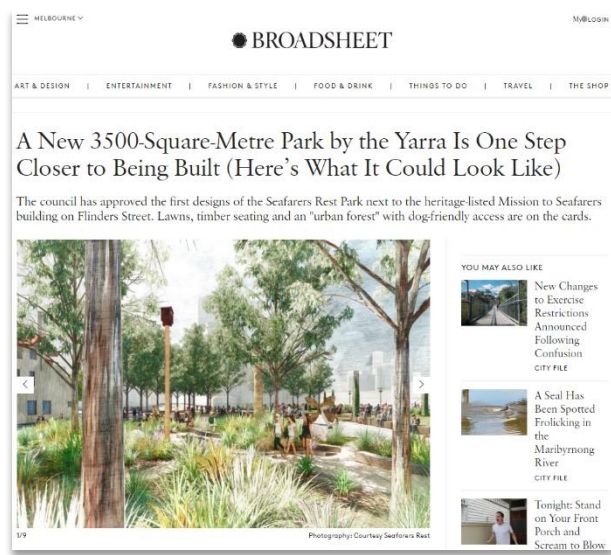 MELBOURNE
My LOGIN
BROADSHEET
ART & DESIGN | ENTERTAINMENT | FASHION & STYLE | FOOD & DRINK | THINGS TO DO | TRAVEL | THE SHOP
A New 3500-Square-Metre Park by the Yarra Is One Step
Closer to Being Built (Here’s What It Could Look Like)
The council has approved the first designs of the Seafarers Rest Park next to the heritage-listed Mission to Seafarers
building on Flinders Street. Lawns, timber seating and an "urban forest" with dog-friendly access are on the cards.
1/9
Photography: Courtesy Seafarers Rest
YOU MAY ALSO LIKE
New Changes
to Exercise
Restrictions
Announced
Following
Confusion
CITY FILE
A Seal Has
Been Spotted
Frolicking in
the
Maribyrnong
River
CITY FILE
Tonight: Stand
on Your Front
Porch and
Scream to Blow